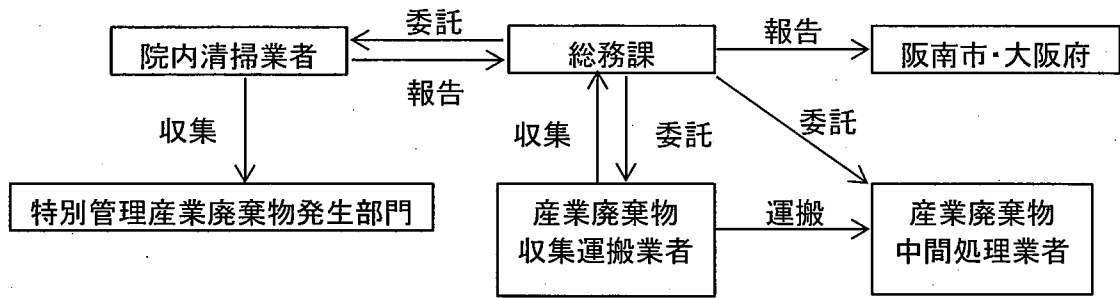 委託
院内清掃業者
総務課
報告
阪南市・大阪府
報告
収集
収集
委託
委託
特別管理産業廃棄物発生部門
産業廃棄物
収集運搬業者
運搬
産業廃棄物
中間処理業者